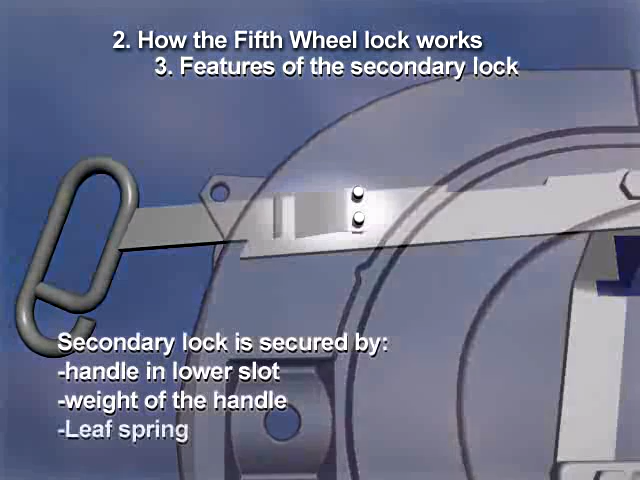 2. How the Fifth Wheel lock works
3. Features of the secondary lock
Secondary lock is secured by:
-handle in lower slot
-weight of the handle
-Leaf spring